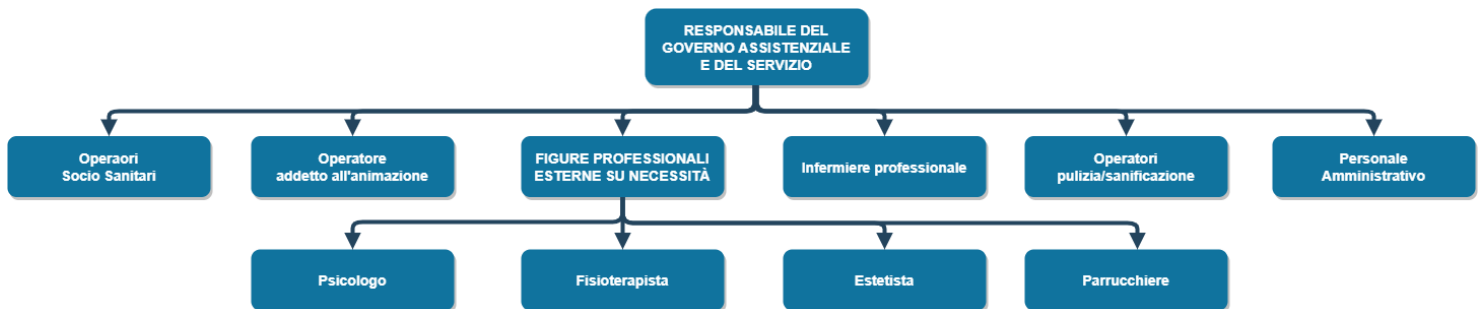 RESPONSABILE DEL
GOVERNO ASSISTENZIALE
E DEL SERVIZIO
Operaori
Socio Sanitari
Operatore
addetto all'animazione
FIGURE PROFESSIONALI
ESTERNE SU NECESSITÀ
Infermiere professionale
Operatori
pulizia/sanificazione
Personale
Amministrativo
Psicologo
Fisioterapista
Estetista
Parrucchiere